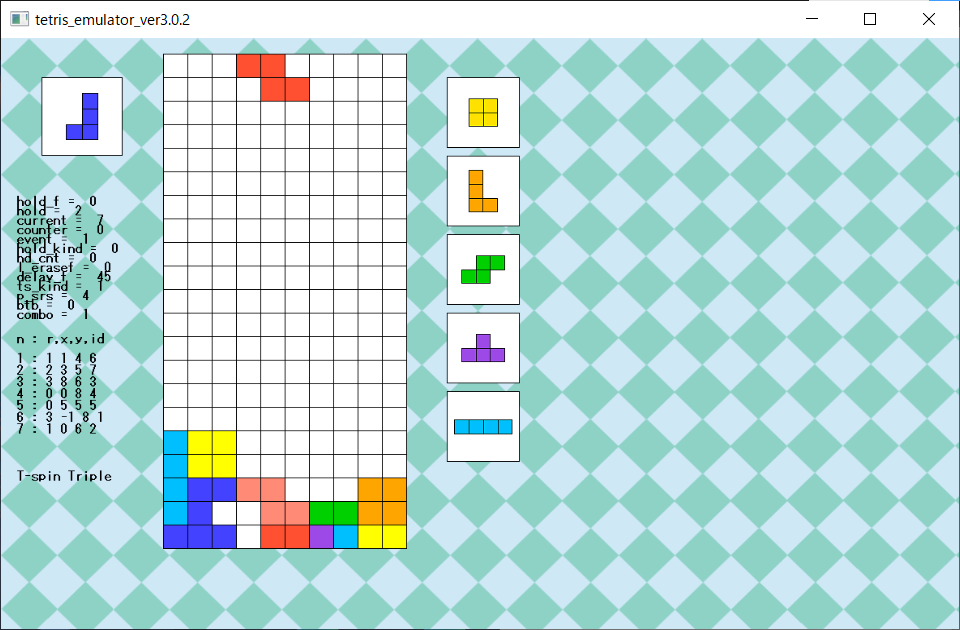 tetris_emulator_ver3.0.2
hold_f = 0
hold = 2
current = 7
counter = 0
event = 1
hold_kind = 0
hd_cnt = 0
l_erasef = 0
delay_f = 45
ts_kind = 1
p_srs = 4
btb = 0
combo = 1
n : r,x,y,id
1 : 1 1 4 6
2 : 2 3 5 7
3 : 3 8 6 3
4 : 0 0 8 4
5 : 0 5 5 5
6 : 3 -1 8 1
7 : 1 0 6 2
T-spin Triple